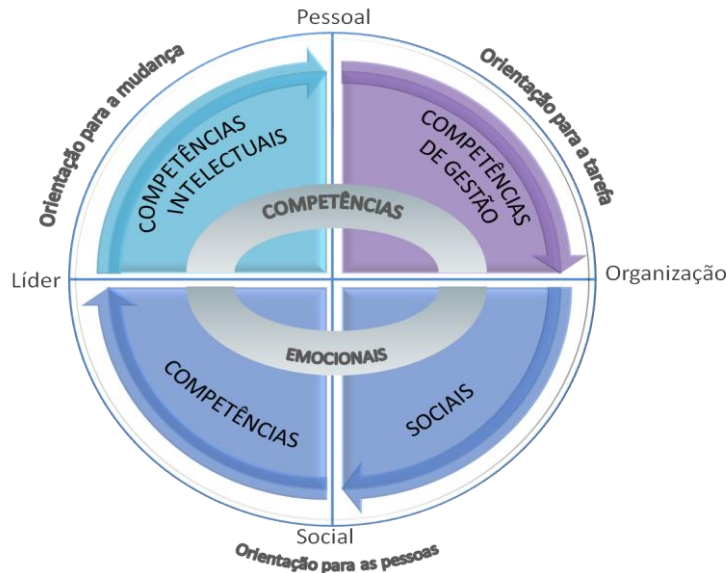 Pessoal
Orientação para a mudança
Orientação para a tarefa
COMPETÊNCIAS
INTELECTUAIS
COMPETÊNCIAS
DE GESTÃO
COMPETÊNCIAS
Líder
Organização
EMOCIONAIS
COMPETÊNCIAS
SOCIAIS
Social
Orientação para as pessoas